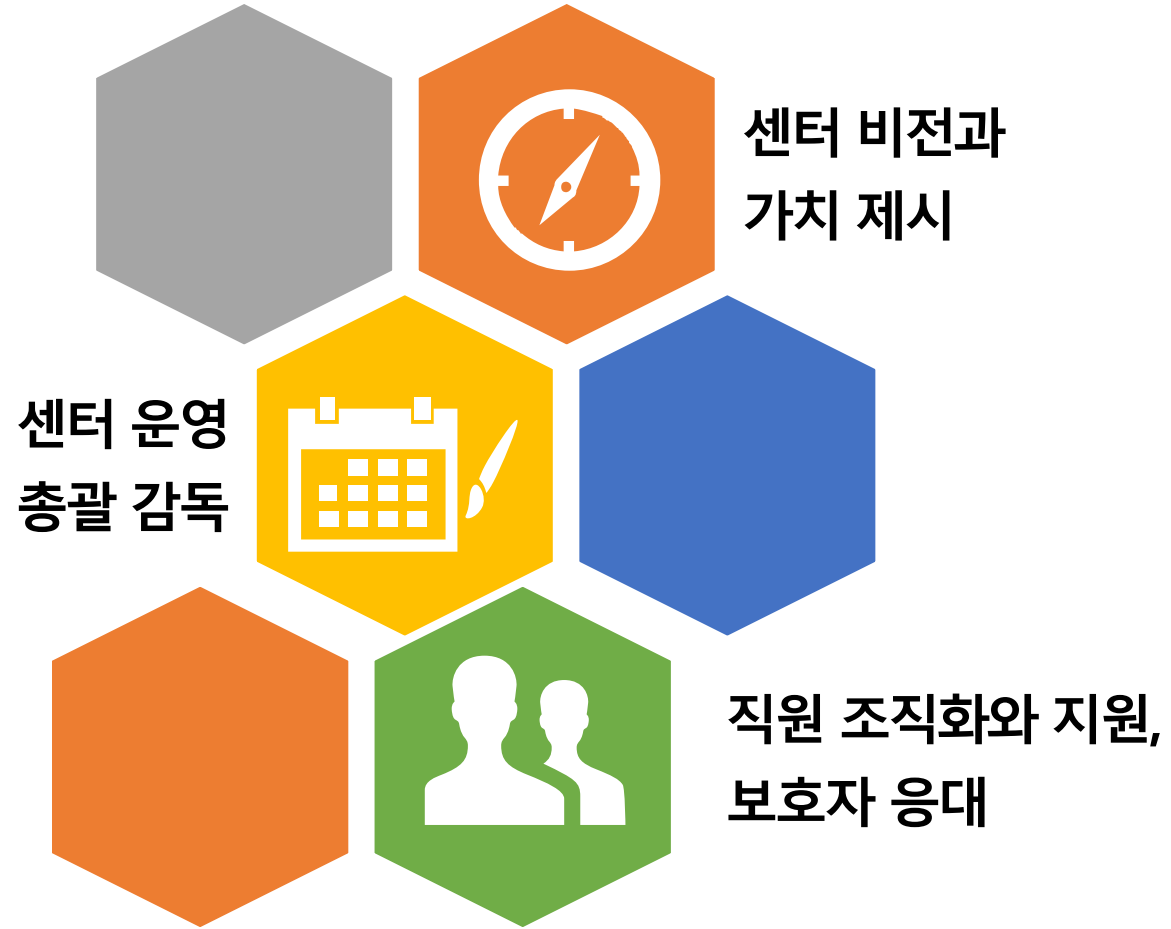 센터 비전과
가치 제시
센터 운영
총괄 감독
직원 조직화와 지원,
보호자 응대